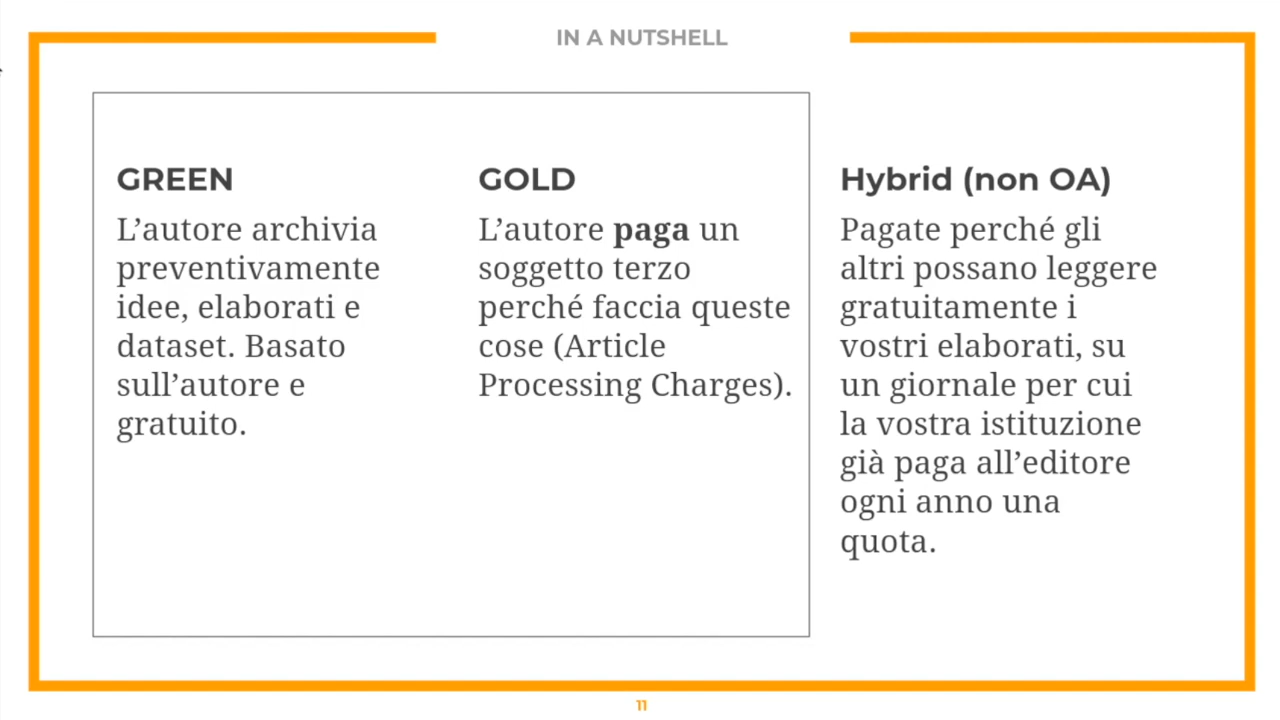 IN A NUTSHELL
GREEN
L’autore archivia
preventivamente
idee, elaborati e
dataset. Basato
sull’autore e
gratuito.
GOLD
L’autore paga un
soggetto terzo
perché faccia queste
cose (Article
Processing Charges).
Hybrid (non OA)
Pagate perché gli
altri possano leggere
gratuitamente i
vostri elaborati, su
un giornale per cui
la vostra istituzione
già paga all’editore
ogni anno una
quota.
11